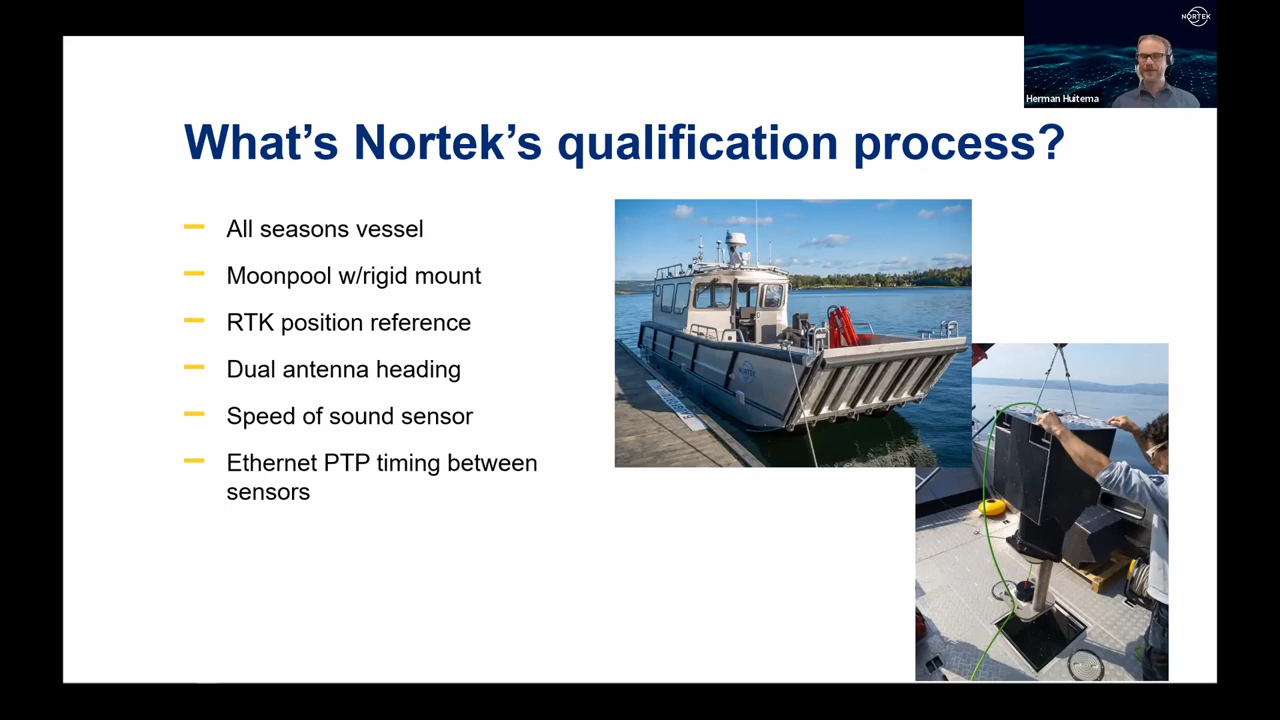 NORTEK
Herman Huitema
What's Nortek's qualification process?
All seasons vessel
Moonpool w/rigid mount
RTK position reference
Dual antenna heading
Speed of sound sensor
Ethernet PTP timing between
sensors
NORTEK